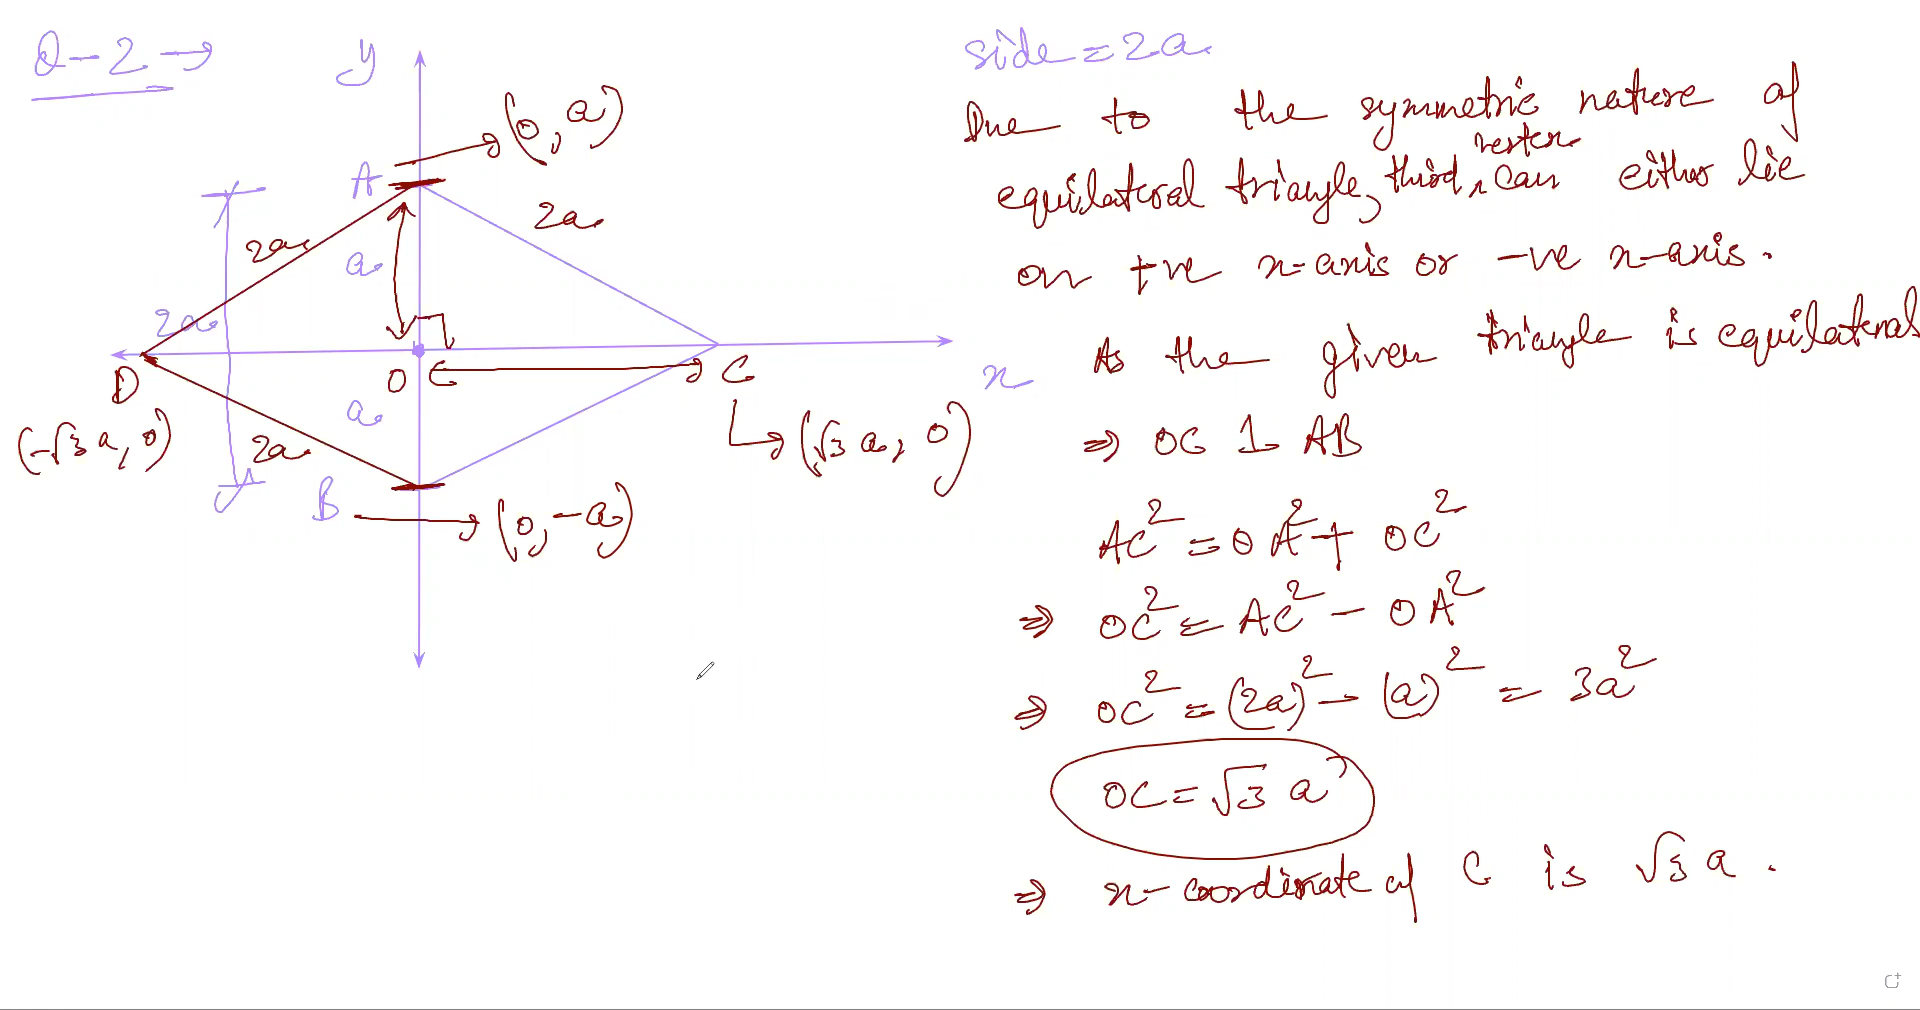 Q-2 →
y
(0, a)
A
2a
2a
a
2a
D
O
C
x
a
(-√3 a, 0)
2a
(√3 a, 0)
B
(0, -a)
side = 2a
Due to the symmetric nature of
vertex
equilateral triangle, third, can either lie
on +ve x-axis or -ve x-axis.
As the given triangle is equilateral
⇒ OC ⊥ AB
AC² = OA² + OC²
⇒ OC² = AC² - OA²
⇒ OC² = (2a)² - (a)² = 3a²
OC = √3 a
⇒ x-coordinate of C is √3 a.